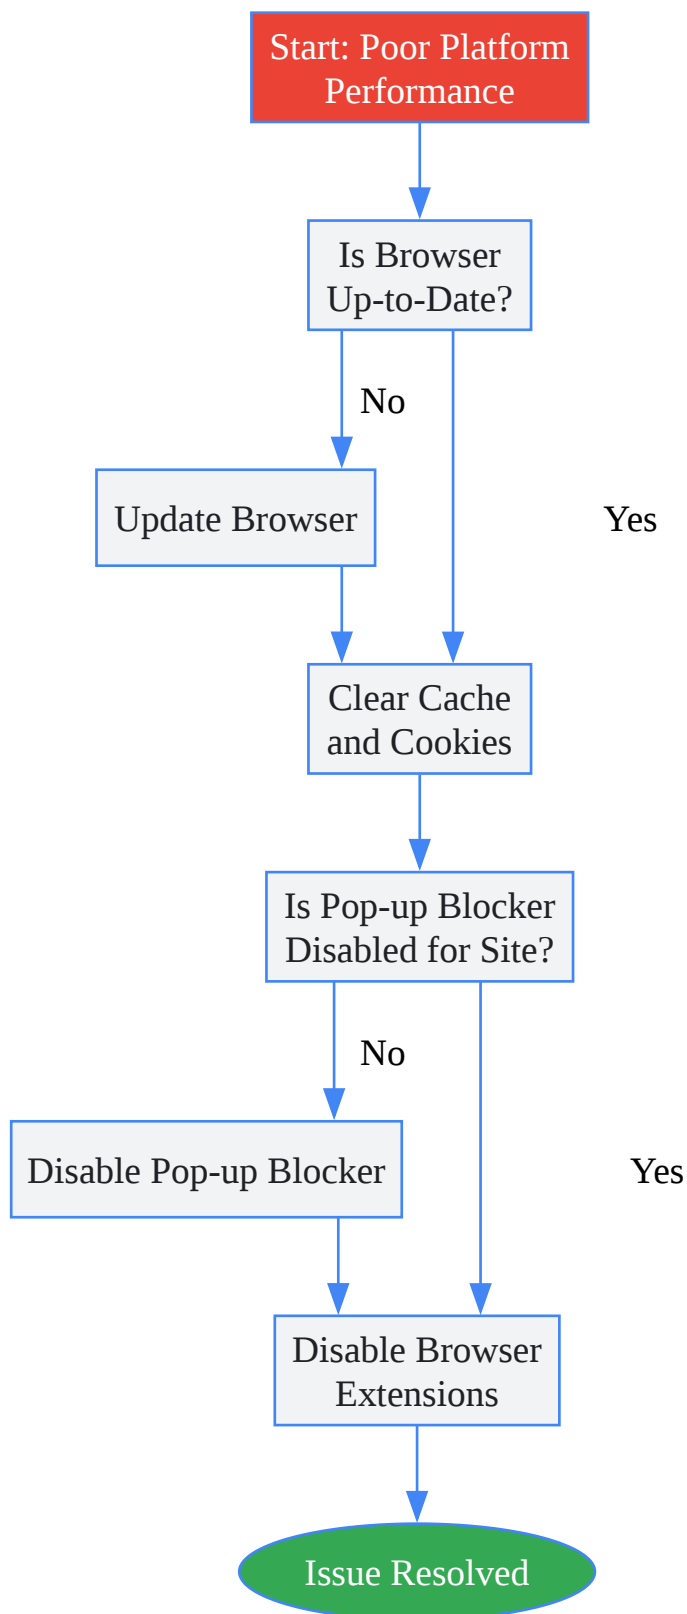 Start: Poor Platform
Performance
Is Browser
Up-to-Date?
No
Update Browser
Yes
Clear Cache
and Cookies
Is Pop-up Blocker
Disabled for Site?
No
Disable Pop-up Blocker
Yes
Disable Browser
Extensions
Issue Resolved